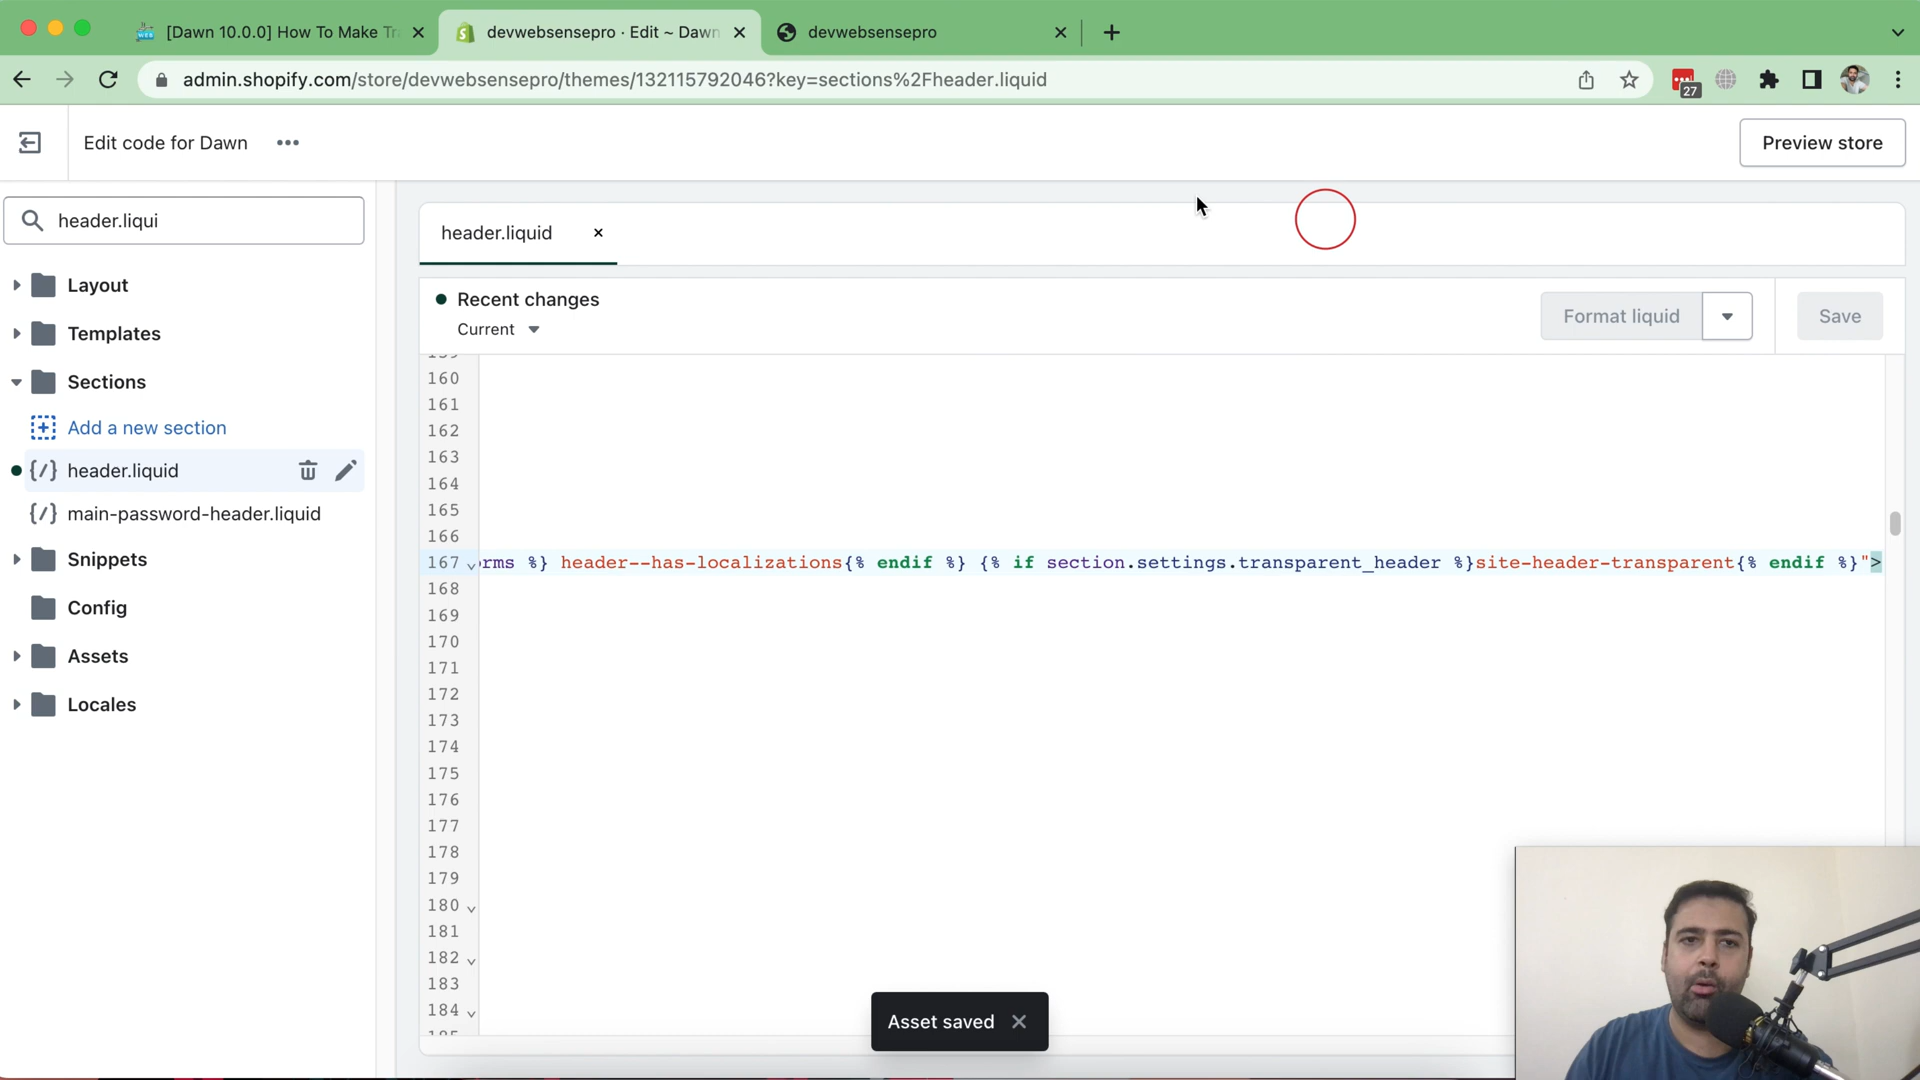 [Dawn 10.0.0] How To Make Tr
devwebsensepro · Edit ~ Dawn
devwebsensepro
admin.shopify.com/store/devwebsensepro/themes/132115792046?key=sections%2Fheader.liquid
27
Edit code for Dawn
Preview store
header.liqui
header.liquid
Layout
Recent changes
Current
Format liquid
Save
Templates
Sections
Add a new section
header.liquid
main-password-header.liquid
Snippets
Config
Assets
Locales
160
161
162
163
164
165
166
167 orms %} header--has-localizations{% endif %} {% if section.settings.transparent_header %}site-header-transparent{% endif %}">
168
169
170
171
172
173
174
175
176
177
178
179
180
181
182
183
184
Asset saved